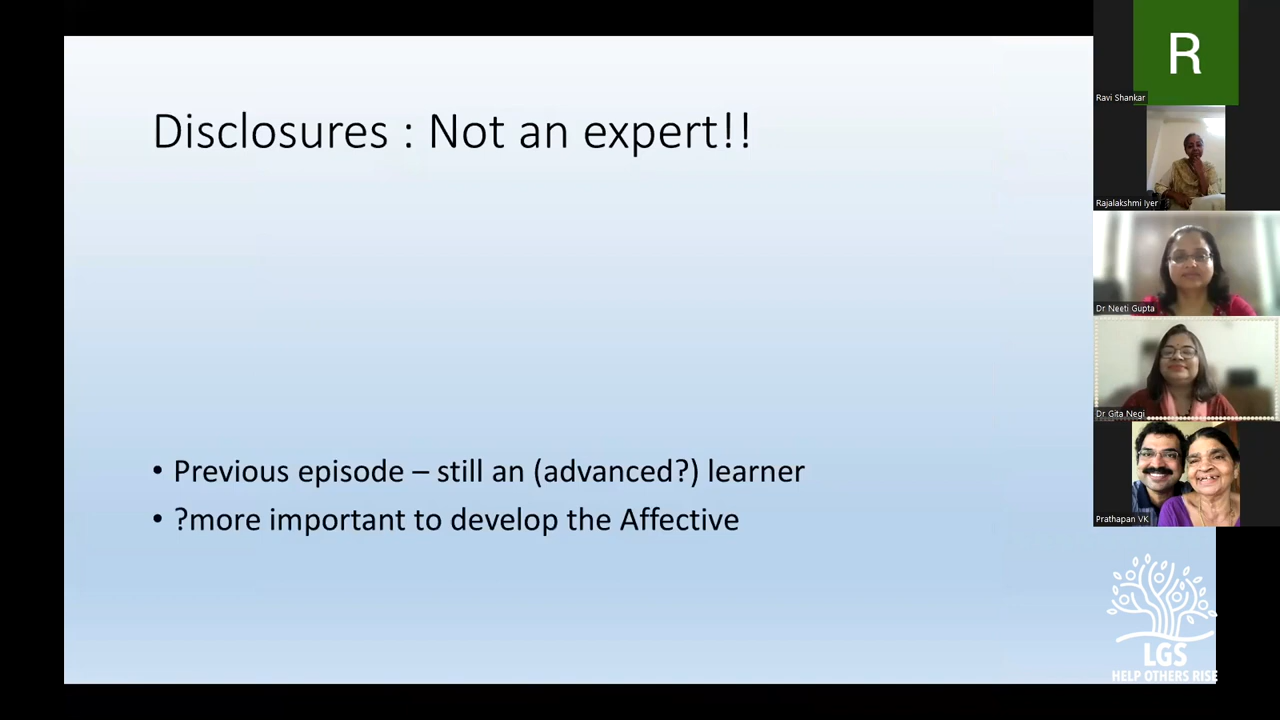 Disclosures : Not an expert!!
• Previous episode – still an (advanced?) learner
• ?more important to develop the Affective
R
Ravi Shankar
Rajalakshmi Iyer
Dr Neeti Gupta
Dr Gita Negi
Prathapan VK
LGS
HELP OTHERS RISE